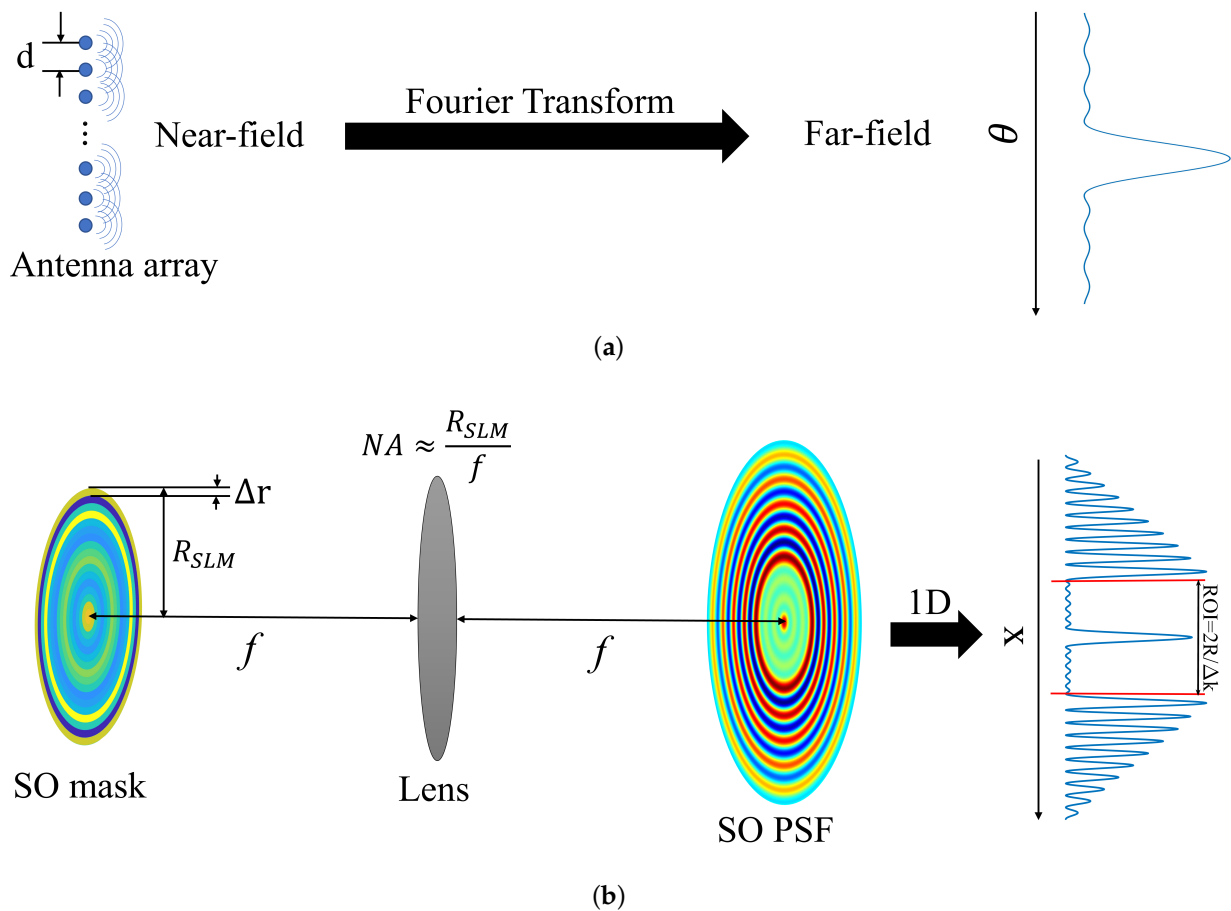 d
Fourier Transform
Near-field
Far-field
θ
Antenna array
(a)
NA ≈ R_SLM / f
Δr
R_SLM
1D
x
ROI=2R/Δk
f
f
SO mask
Lens
SO PSF
(b)